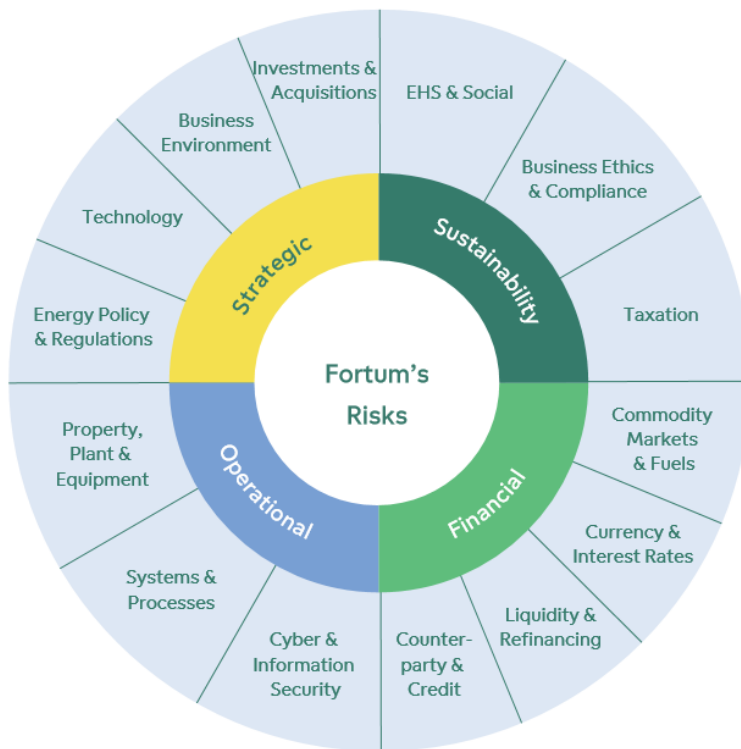 Fortum's
Risks
Strategic
Sustainability
Financial
Operational
EHS & Social
Business Ethics
& Compliance
Taxation
Commodity
Markets
& Fuels
Currency &
Interest Rates
Liquidity &
Refinancing
Counter-
party &
Credit
Cyber &
Information
Security
Systems &
Processes
Property,
Plant &
Equipment
Energy Policy
& Regulations
Technology
Business
Environment
Investments &
Acquisitions